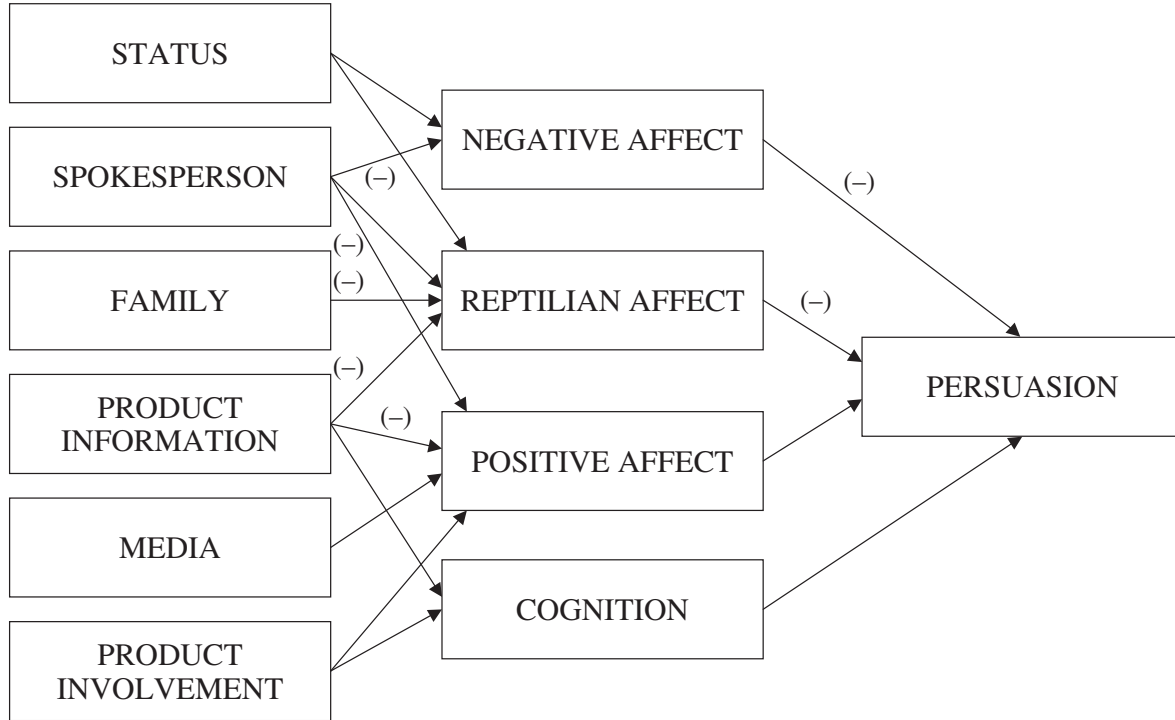 STATUS
SPOKESPERSON
FAMILY
PRODUCT
INFORMATION
MEDIA
PRODUCT
INVOLVEMENT
NEGATIVE AFFECT
(–)
(–)
(–)
REPTILIAN AFFECT
(–)
(–)
POSITIVE AFFECT
COGNITION
(–)
(–)
PERSUASION